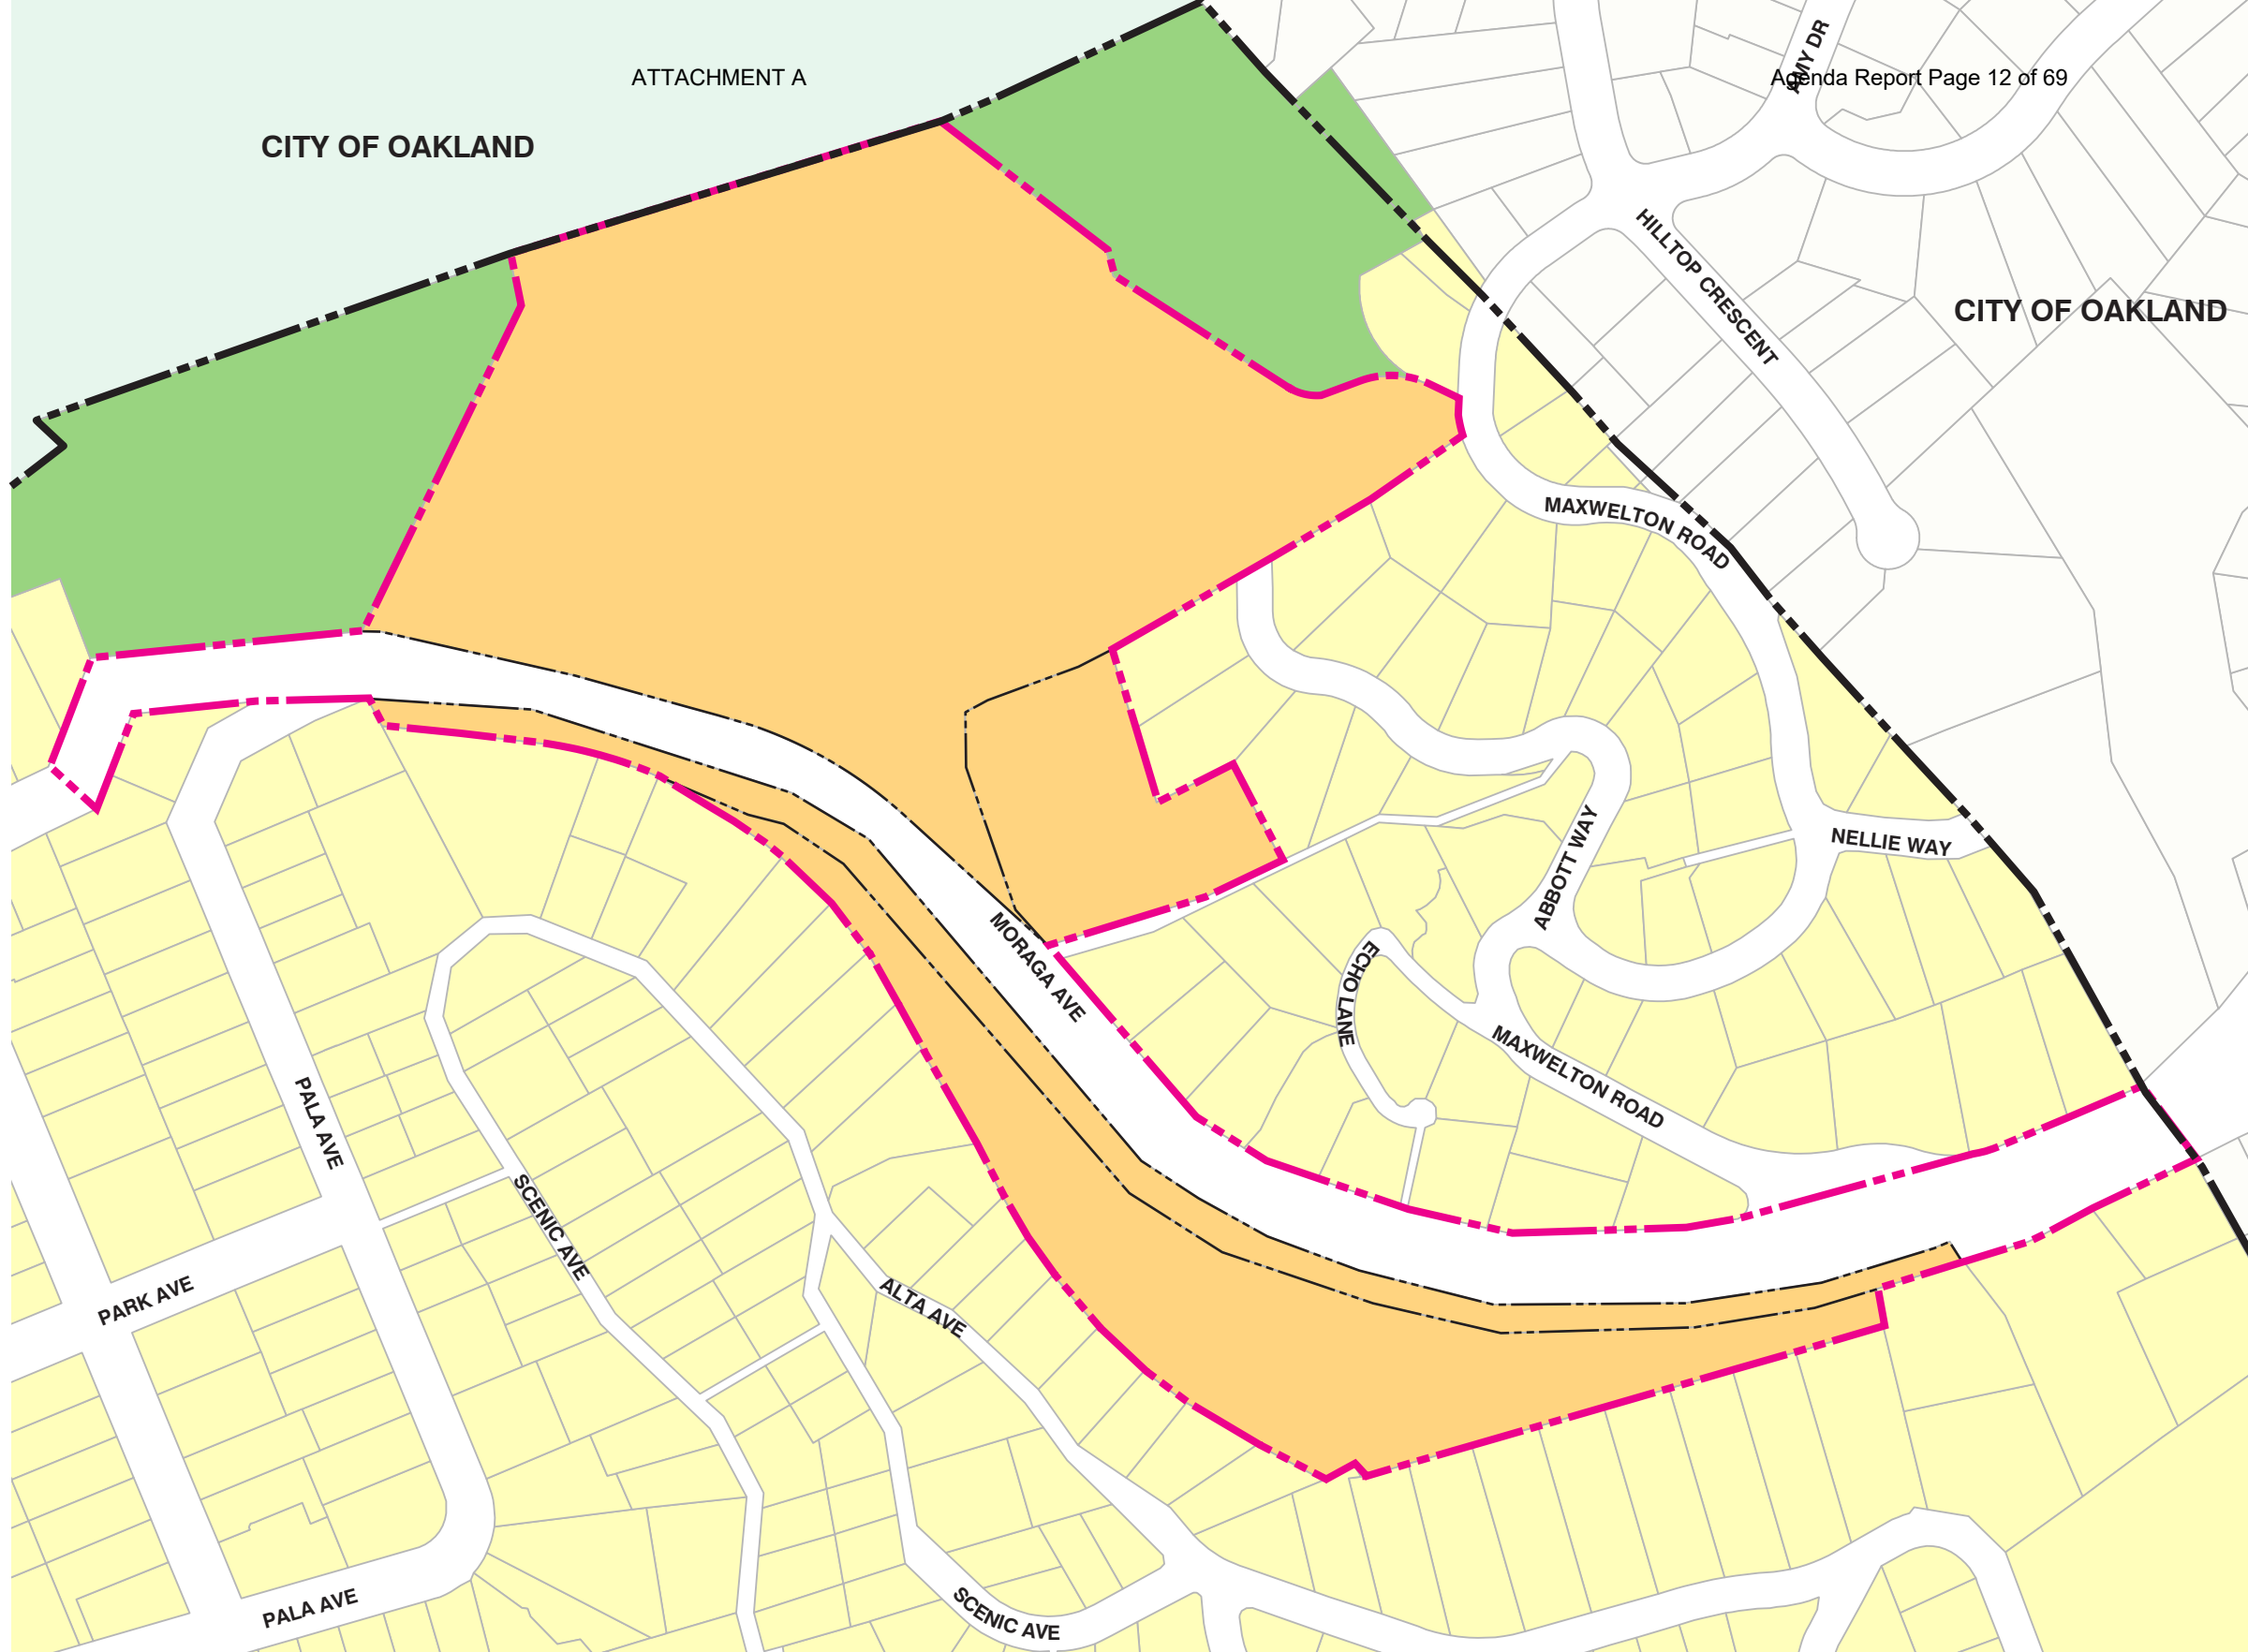 ATTACHMENT A
Agenda Report Page 12 of 69
AMY DR
CITY OF OAKLAND
HILLTOP CRESCENT
CITY OF OAKLAND
MAXWELTON ROAD
NELLIE WAY
ABBOTT WAY
MORAGA AVE
ECHO LANE
MAXWELTON ROAD
PALA AVE
SCENIC AVE
PARK AVE
ALTA AVE
PALA AVE
SCENIC AVE